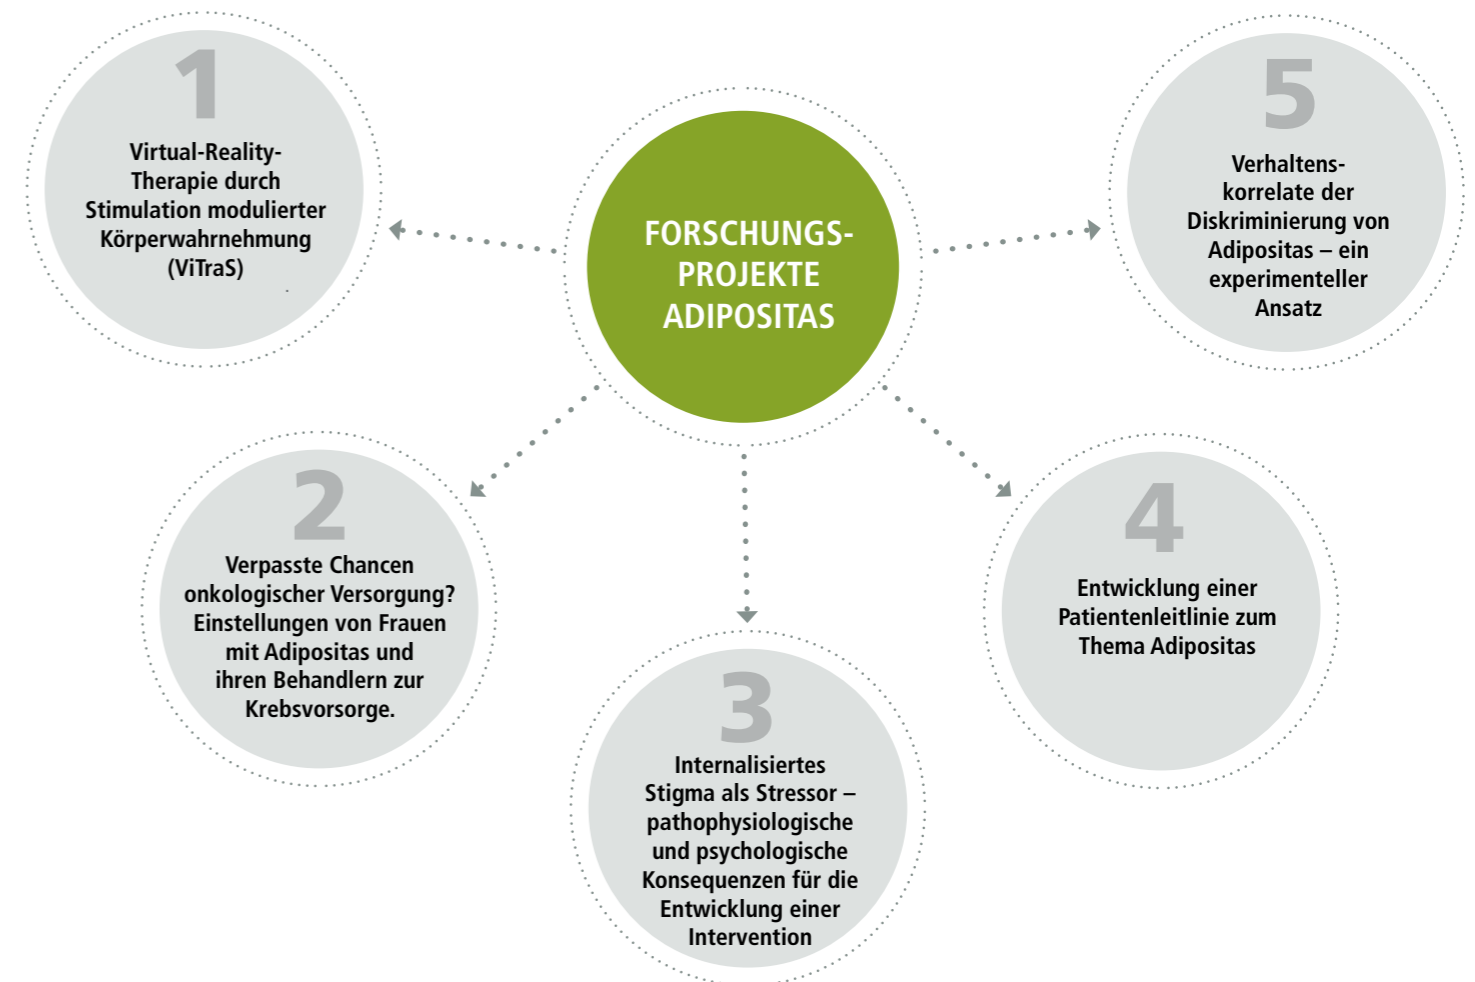 FORSCHUNGS-
PROJEKTE
ADIPOSITAS
1
Virtual-Reality-
Therapie durch
Stimulation modulierter
Körperwahrnehmung
(ViTraS)
2
Verpasste Chancen
onkologischer Versorgung?
Einstellungen von Frauen
mit Adipositas und
ihren Behandlern zur
Krebsvorsorge.
3
Internalisiertes
Stigma als Stressor –
pathophysiologische
und psychologische
Konsequenzen für die
Entwicklung einer
Intervention
4
Entwicklung einer
Patientenleitlinie zum
Thema Adipositas
5
Verhaltens-
korrelate der
Diskriminierung von
Adipositas – ein
experimenteller
Ansatz